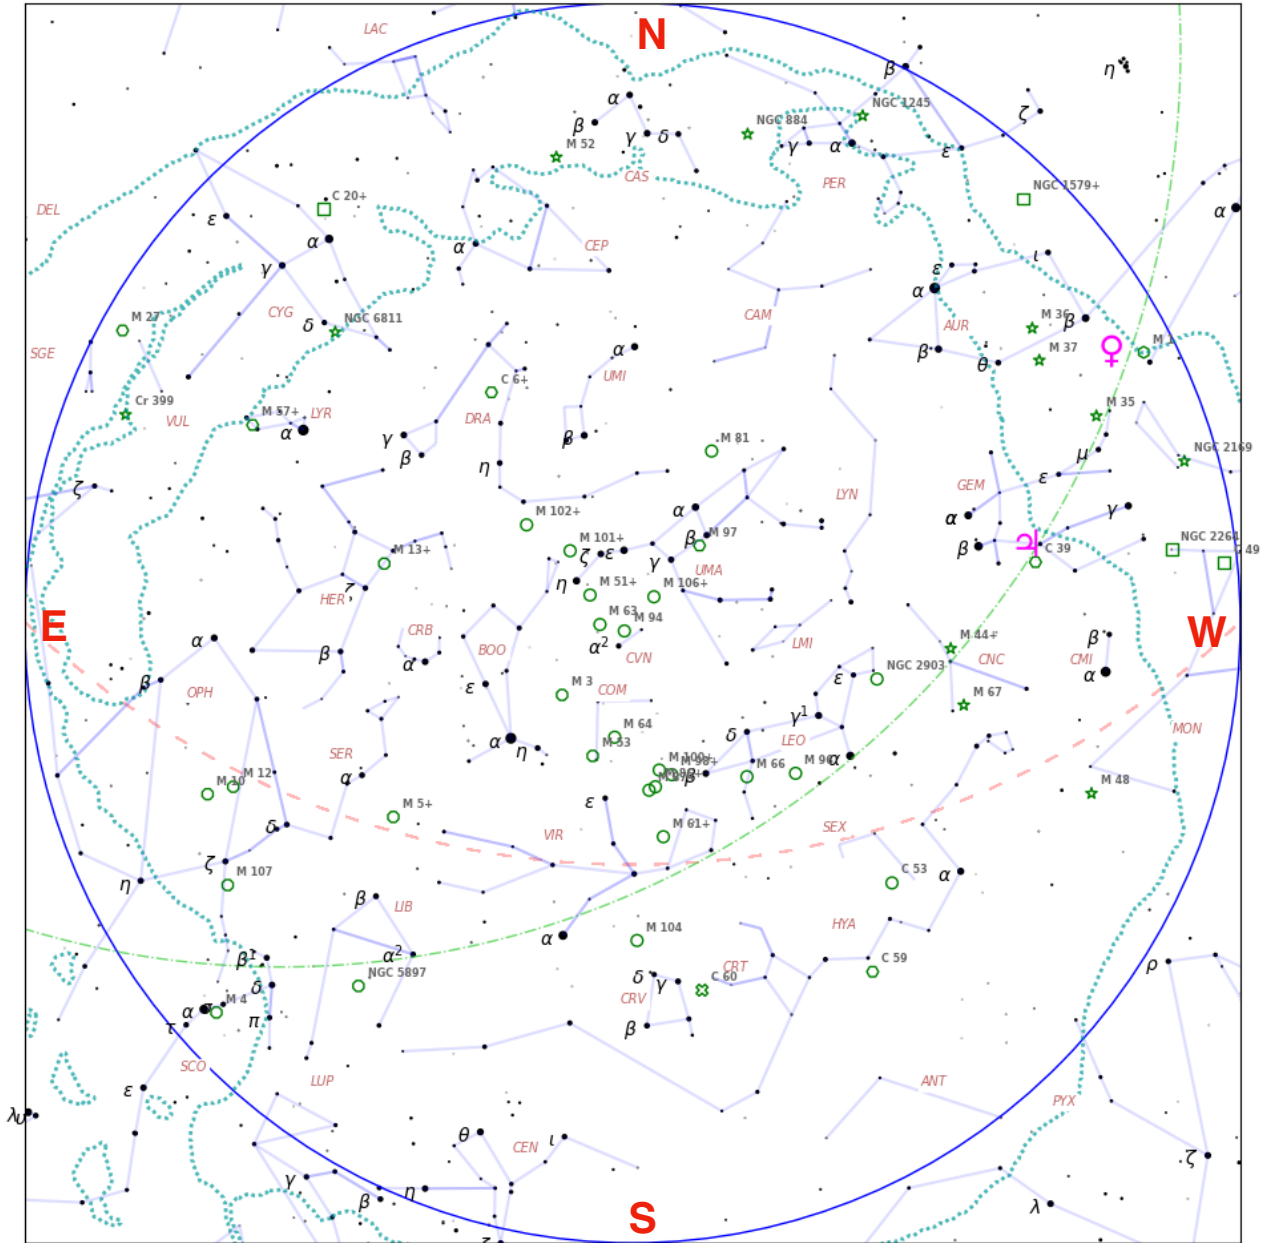 N
LAC
β
η
α
NGC 1245
ζ
β
γ
δ
NGC 884
M 52
γ
α
ε
CAS
PER
NGC 1579+
C 20+
DEL
ε
α
α
α
CEP
γ
ι
ε
α
CYG
δ
NGC 6811
CAM
M 27
AUR
M 36
β
SGE
α
β
θ
M 37
♀
M 1
UMI
C 6+
Cr 399
VUL
M 57+
LYR
α
DRA
γ
β
β
M 35
M 81
η
μ
NGC 2169
ζ
ε
GEM
LYN
α
M 102+
α
γ
β
M 97
β
♃
C 39
NGC 2264
49
M 13+
M 101+
ζ
ε
γ
UMA
η
M 51+
M 106+
HER
ζ
M 63
M 94
E
W
α
CRB
α
BOO
α²
CVN
LMI
M 44+
CNC
β
CMI
α
β
OPH
β
ε
M 3
COM
ε
NGC 2903
M 67
γ¹
MON
α
η
M 64
M 53
δ
LEO
SER
α
M 100+
M 98+
β
M 66
M 96
α
M 10
M 12
M 48
ε
M 5+
δ
VIR
M 61+
SEX
ζ
M 107
η
C 53
α
β
LIB
HYA
α
M 104
α²
β¹
NGC 5897
CRT
C 59
ρ
δ
δ
γ
C 60
CRV
M 4
α
σ
τ
π
β
SCO
LUP
ANT
PYX
ε
λ
υ
θ
ι
CEN
ζ
γ
β
η
S
λ
ζ